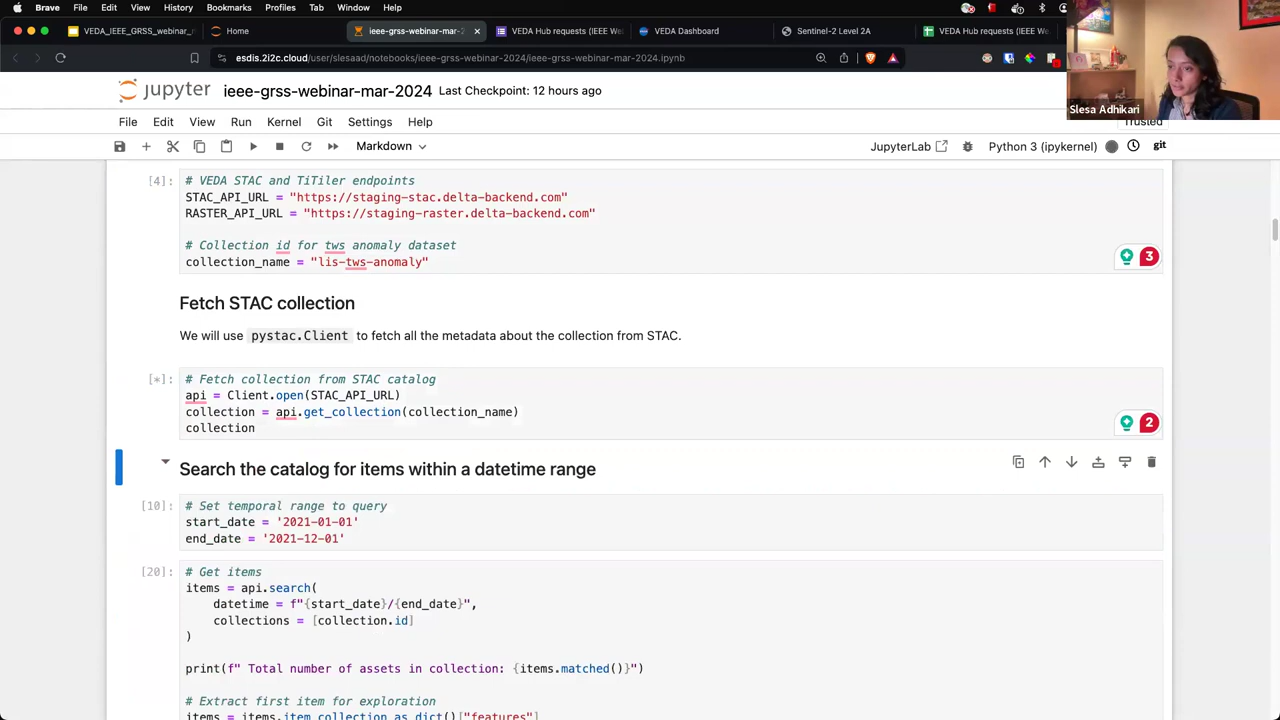 Brave File Edit View History Bookmarks Profiles Tab Window Help
VEDA_IEEE_GRSS_webinar_
Home
ieee-grss-webinar-mar-2
VEDA Hub requests (IEEE We
VEDA Dashboard
Sentinel-2 Level 2A
VEDA Hub requests (IEEE We
esdis.2i2c.cloud/user/slesaad/notebooks/ieee-grss-webinar-2024/ieee-grss-webinar-mar-2024.ipynb
jupyter ieee-grss-webinar-mar-2024 Last Checkpoint: 12 hours ago
Slesa Adhikari
File Edit View Run Kernel Git Settings Help
Trusted
Markdown
JupyterLab
Python 3 (ipykernel)
git
[4]:
# VEDA STAC and TiTiler endpoints
STAC_API_URL = "https://staging-stac.delta-backend.com"
RASTER_API_URL = "https://staging-raster.delta-backend.com"
# Collection id for tws anomaly dataset
collection_name = "lis-tws-anomaly"
3
Fetch STAC collection
We will use pystac.Client to fetch all the metadata about the collection from STAC.
[*]:
# Fetch collection from STAC catalog
api = Client.open(STAC_API_URL)
collection = api.get_collection(collection_name)
collection
2
Search the catalog for items within a datetime range
[10]:
# Set temporal range to query
start_date = '2021-01-01'
end_date = '2021-12-01'
[20]:
# Get items
items = api.search(
datetime = f"{start_date}/{end_date}",
collections = [collection.id]
)
print(f" Total number of assets in collection: {items.matched()}")
# Extract first item for exploration
items = items.item_collection_as_dict()["features"]